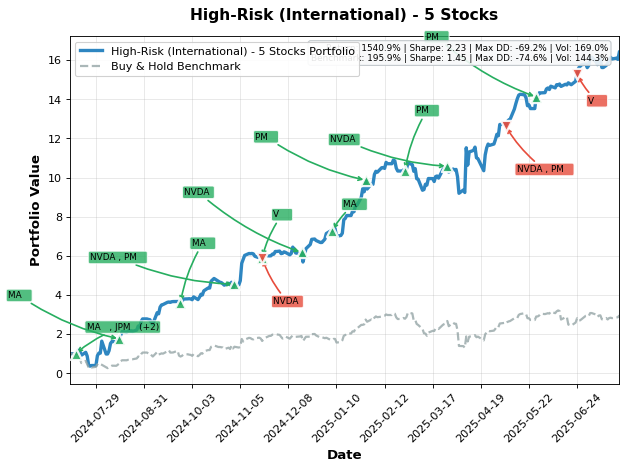 High-Risk (International) - 5 Stocks
PM
High-Risk (International) - 5 Stocks Portfolio
Buy & Hold Benchmark
1540.9% | Sharpe: 2.23 | Max DD: -69.2% | Vol: 169.0%
195.9% | Sharpe: 1.45 | Max DD: -74.6% | Vol: 144.3%
V
PM
PM
NVDA
NVDA , PM
NVDA
MA
V
MA
NVDA , PM
MA
NVDA
MA , JPM , (+2)
Portfolio Value
16
14
12
10
8
6
4
2
0
2024-07-29
2024-08-31
2024-10-03
2024-11-05
2024-12-08
2025-01-10
2025-02-12
2025-03-17
2025-04-19
2025-05-22
2025-06-24
Date